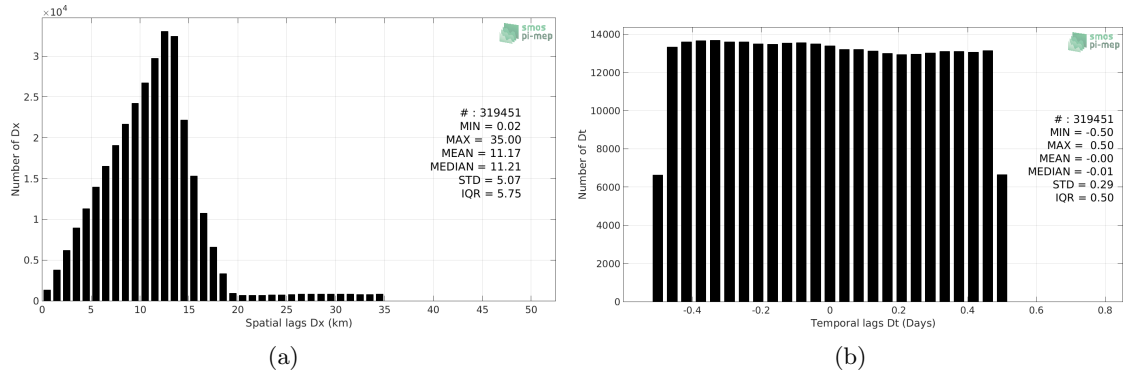 ×10⁴
3
2.5
2
1.5
1
0.5
0
0 5 10 15 20 25 30 35 40 45 50
Number of Dx
Spatial lags Dx (km)
smos
pi-mep
# : 319451
MIN = 0.02
MAX = 35.00
MEAN = 11.17
MEDIAN = 11.21
STD = 5.07
IQR = 5.75
(a)
14000
12000
10000
8000
6000
4000
2000
0
-0.4 -0.2 0 0.2 0.4 0.6 0.8
Number of Dt
Temporal lags Dt (Days)
smos
pi-mep
# : 319451
MIN = -0.50
MAX = 0.50
MEAN = -0.00
MEDIAN = -0.01
STD = 0.29
IQR = 0.50
(b)